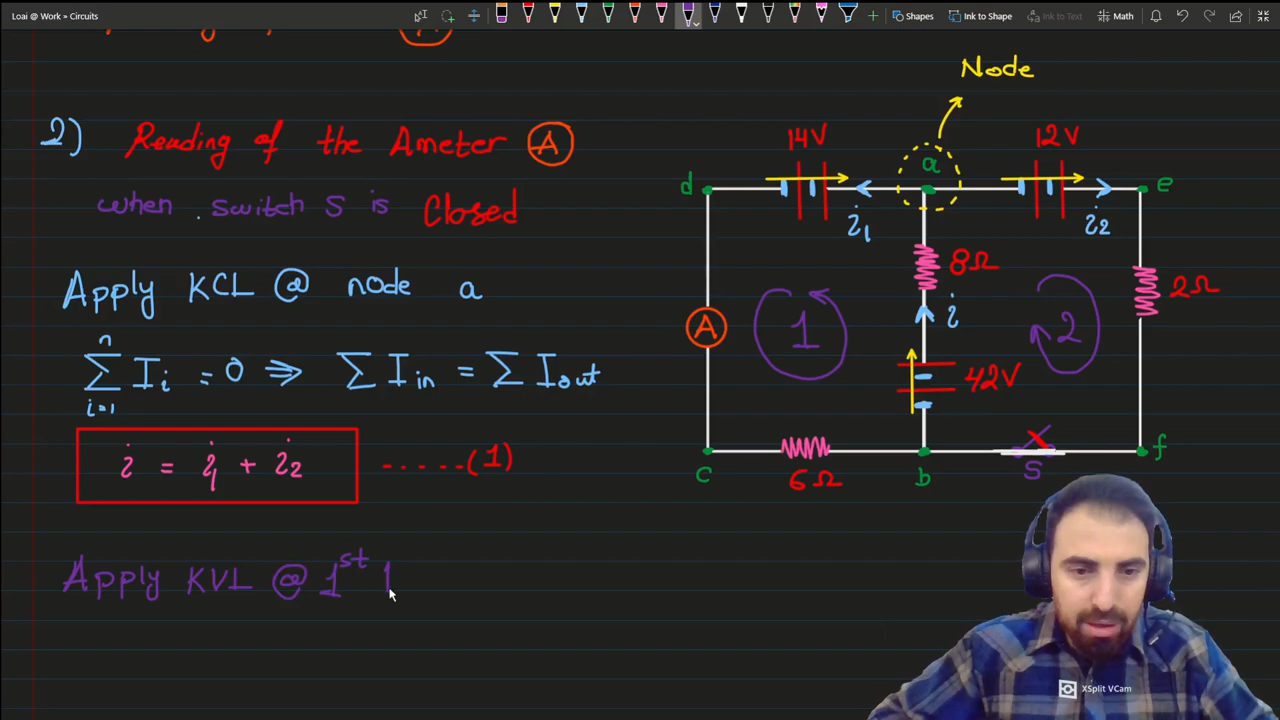 Loai @ Work » Circuits
Shapes
Ink to Shape
Ink to Text
Math
2) Reading of the Ameter A
when switch S is Closed
Apply KCL @ node a
n
∑ Ii = 0 ⇒ ∑ Iin = ∑ Iout
i=1
i = i1 + i2 .....(1)
Apply KVL @ 1st l
Node
14V
a
12V
d
e
i1
i2
8Ω
2Ω
A
1
i
2
42V
c
6Ω
b
S
f
XSplit VCam